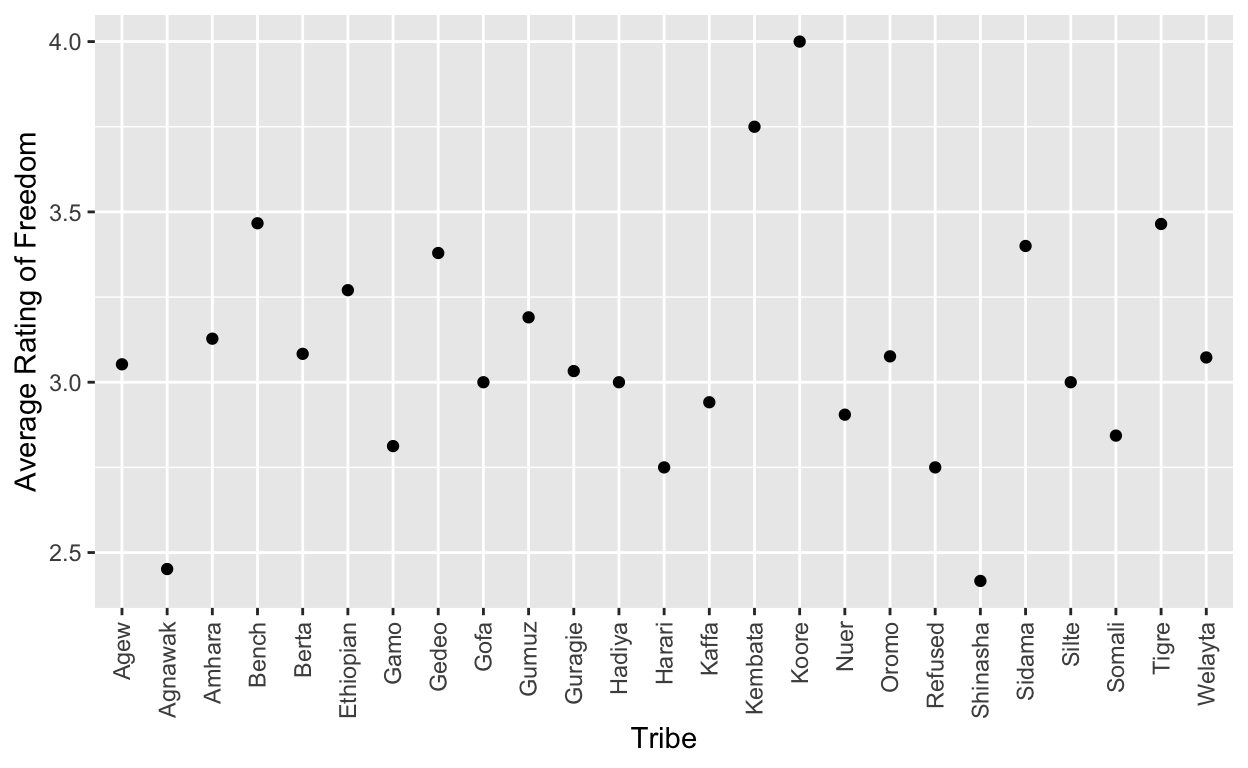 Average Rating of Freedom
4.0
3.5
3.0
2.5
Agew
Agnawak
Amhara
Bench
Berta
Ethiopian
Gamo
Gedeo
Gofa
Gumuz
Guragie
Hadiya
Harari
Kaffa
Kembata
Koore
Nuer
Oromo
Refused
Shinasha
Sidama
Silte
Somali
Tigre
Welayta
Tribe